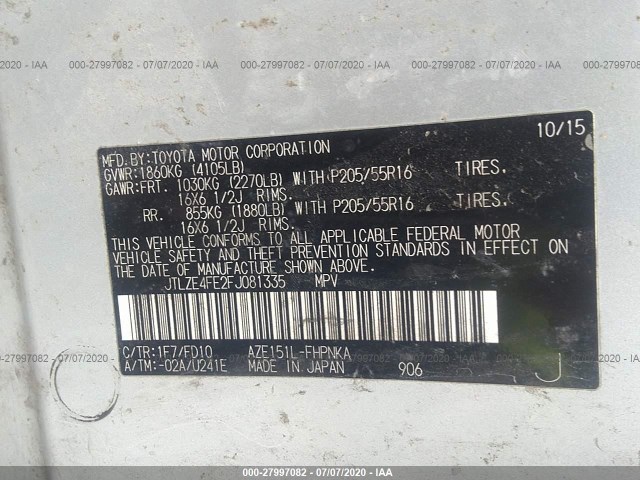 000-27997082 - 07/07/2020 - IAA 000-27997082 - 07/07/2020 - IAA 000-27997082 - 07/07/2020 - IAA
10/15
MFD. BY:TOYOTA MOTOR CORPORATION
GVWR:1860KG (4105LB)
GAWR:FRT. 1030KG (2270LB) WITH P205/55R16 TIRES.
16X6 1/2J RIMS.
RR. 855KG (1880LB) WITH P205/55R16 TIRES.
16X6 1/2J RIMS.
THIS VEHICLE CONFORMS TO ALL APPLICABLE FEDERAL MOTOR
VEHICLE SAFETY AND THEFT PREVENTION STANDARDS IN EFFECT ON
THE DATE OF MANUFACTURE SHOWN ABOVE.
JTLZE4FE2FJ081335 MPV
C/TR:1F7/FD10 AZE151L-FHPNKA
A/TM:-02A/U241E MADE IN JAPAN 906 J
000-27997082 - 07/07/2020 - IAA